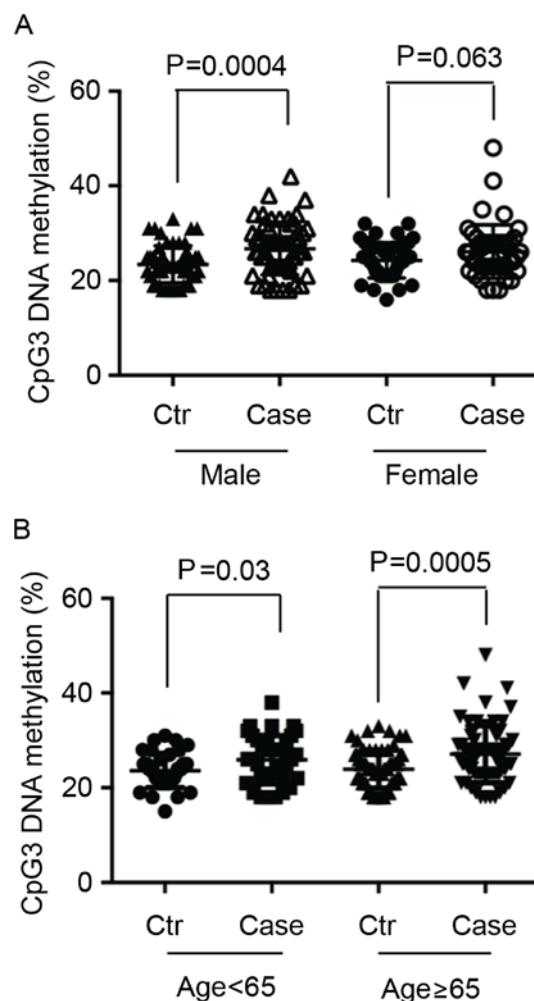 A
P=0.0004
P=0.063
CpG3 DNA methylation (%)
60
40
20
0
Ctr Case Ctr Case
Male Female
B
P=0.03
P=0.0005
CpG3 DNA methylation (%)
60
40
20
0
Ctr Case Ctr Case
Age<65 Age≥65